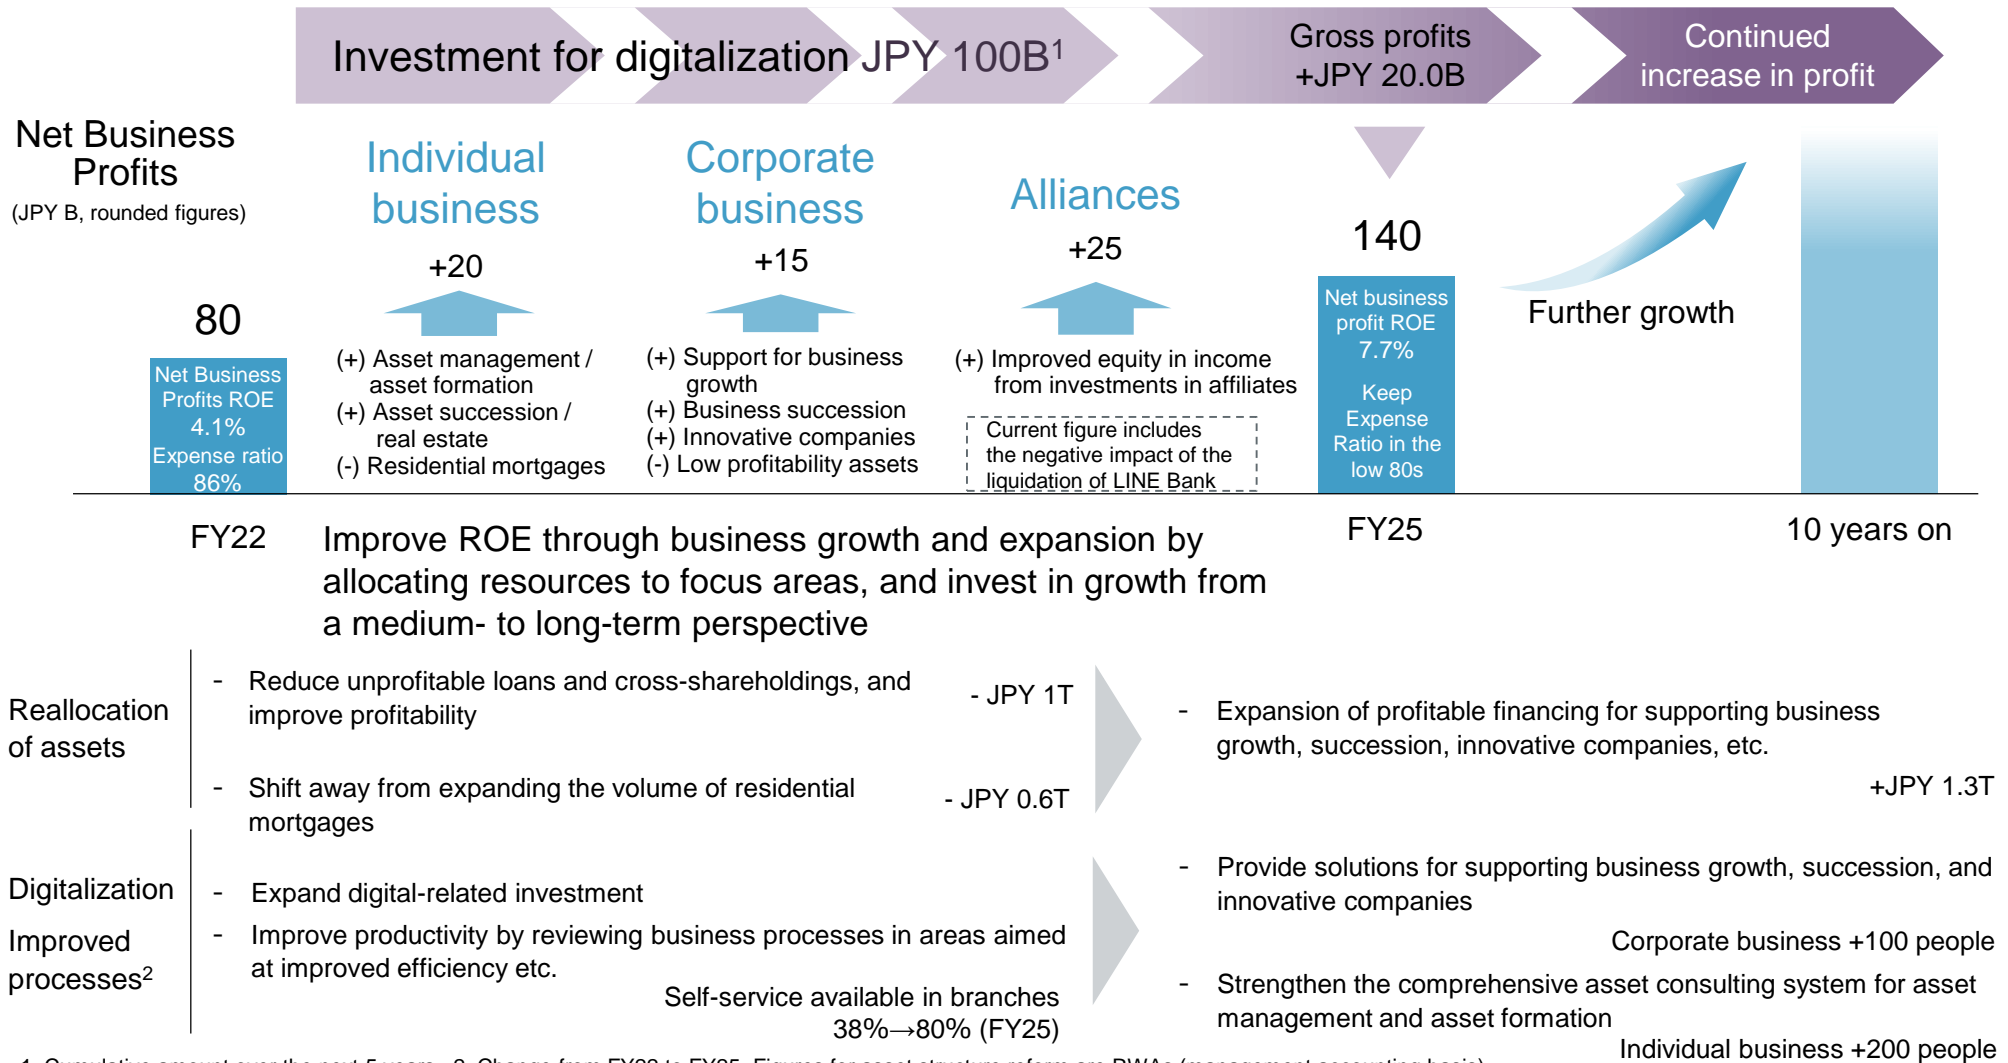 Investment for digitalization JPY 100B1
Gross profits
+JPY 20.0B
Continued
increase in profit
Net Business
Profits
(JPY B, rounded figures)
Individual
business
+20
Corporate
business
+15
Alliances
+25
80
140
Net Business
Profits ROE
4.1%
Expense ratio
86%
(+) Asset management /
asset formation
(+) Asset succession /
real estate
(-) Residential mortgages
(+) Support for business
growth
(+) Business succession
(+) Innovative companies
(-) Low profitability assets
(+) Improved equity in income
from investments in affiliates
Current figure includes
the negative impact of the
liquidation of LINE Bank
Net business
profit ROE
7.7%
Keep
Expense
Ratio in the
low 80s
Further growth
FY22
FY25
10 years on
Improve ROE through business growth and expansion by
allocating resources to focus areas, and invest in growth from
a medium- to long-term perspective
Reallocation
of assets
- Reduce unprofitable loans and cross-shareholdings, and
improve profitability
- JPY 1T
- Shift away from expanding the volume of residential
mortgages
- JPY 0.6T
- Expansion of profitable financing for supporting business
growth, succession, innovative companies, etc.
+JPY 1.3T
Digitalization
Improved
processes2
- Expand digital-related investment
- Improve productivity by reviewing business processes in areas aimed
at improved efficiency etc.
Self-service available in branches
38%→80% (FY25)
- Provide solutions for supporting business growth, succession, and
innovative companies
Corporate business +100 people
- Strengthen the comprehensive asset consulting system for asset
management and asset formation
Individual business +200 people